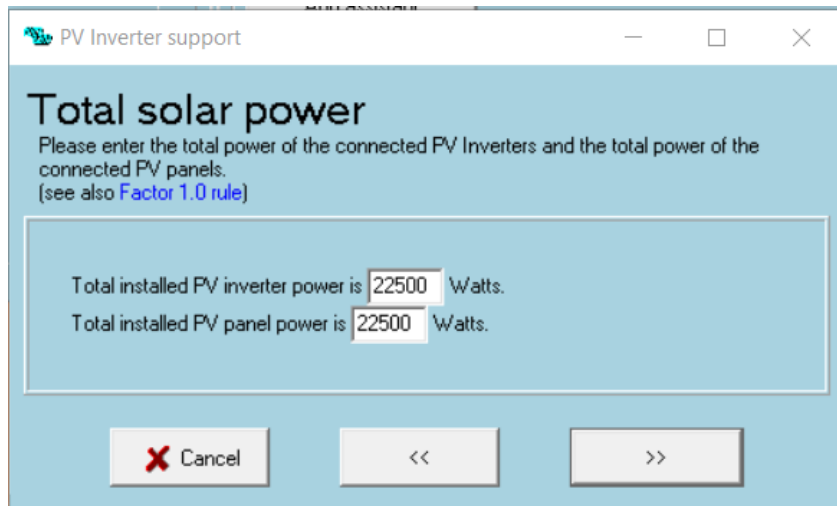 Add assistant
PV Inverter support
Total solar power
Please enter the total power of the connected PV Inverters and the total power of the
connected PV panels.
(see also Factor 1.0 rule)
Total installed PV inverter power is 22500 Watts.
Total installed PV panel power is 22500 Watts.
Cancel
<<
>>